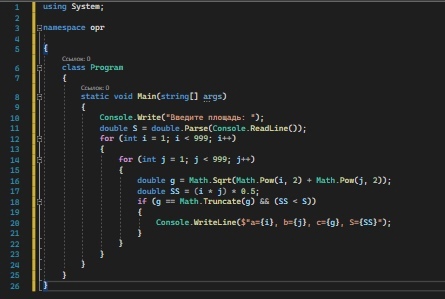 1 using System;
2
3 namespace opr
4
5 {
Ссылок: 0
6 class Program
7 {
Ссылок: 0
8 static void Main(string[] args)
9 {
10 Console.Write("Введите площадь: ");
11 double S = double.Parse(Console.ReadLine());
12 for (int i = 1; i < 999; i++)
13 {
14 for (int j = 1; j < 999; j++)
15 {
16 double g = Math.Sqrt(Math.Pow(i, 2) + Math.Pow(j, 2));
17 double SS = (i * j) * 0.5;
18 if (g == Math.Truncate(g) && (SS < S))
19 {
20 Console.WriteLine($"a={i}, b={j}, c={g}, S={SS}");
21 }
22 }
23 }
24 }
25 }
26 }